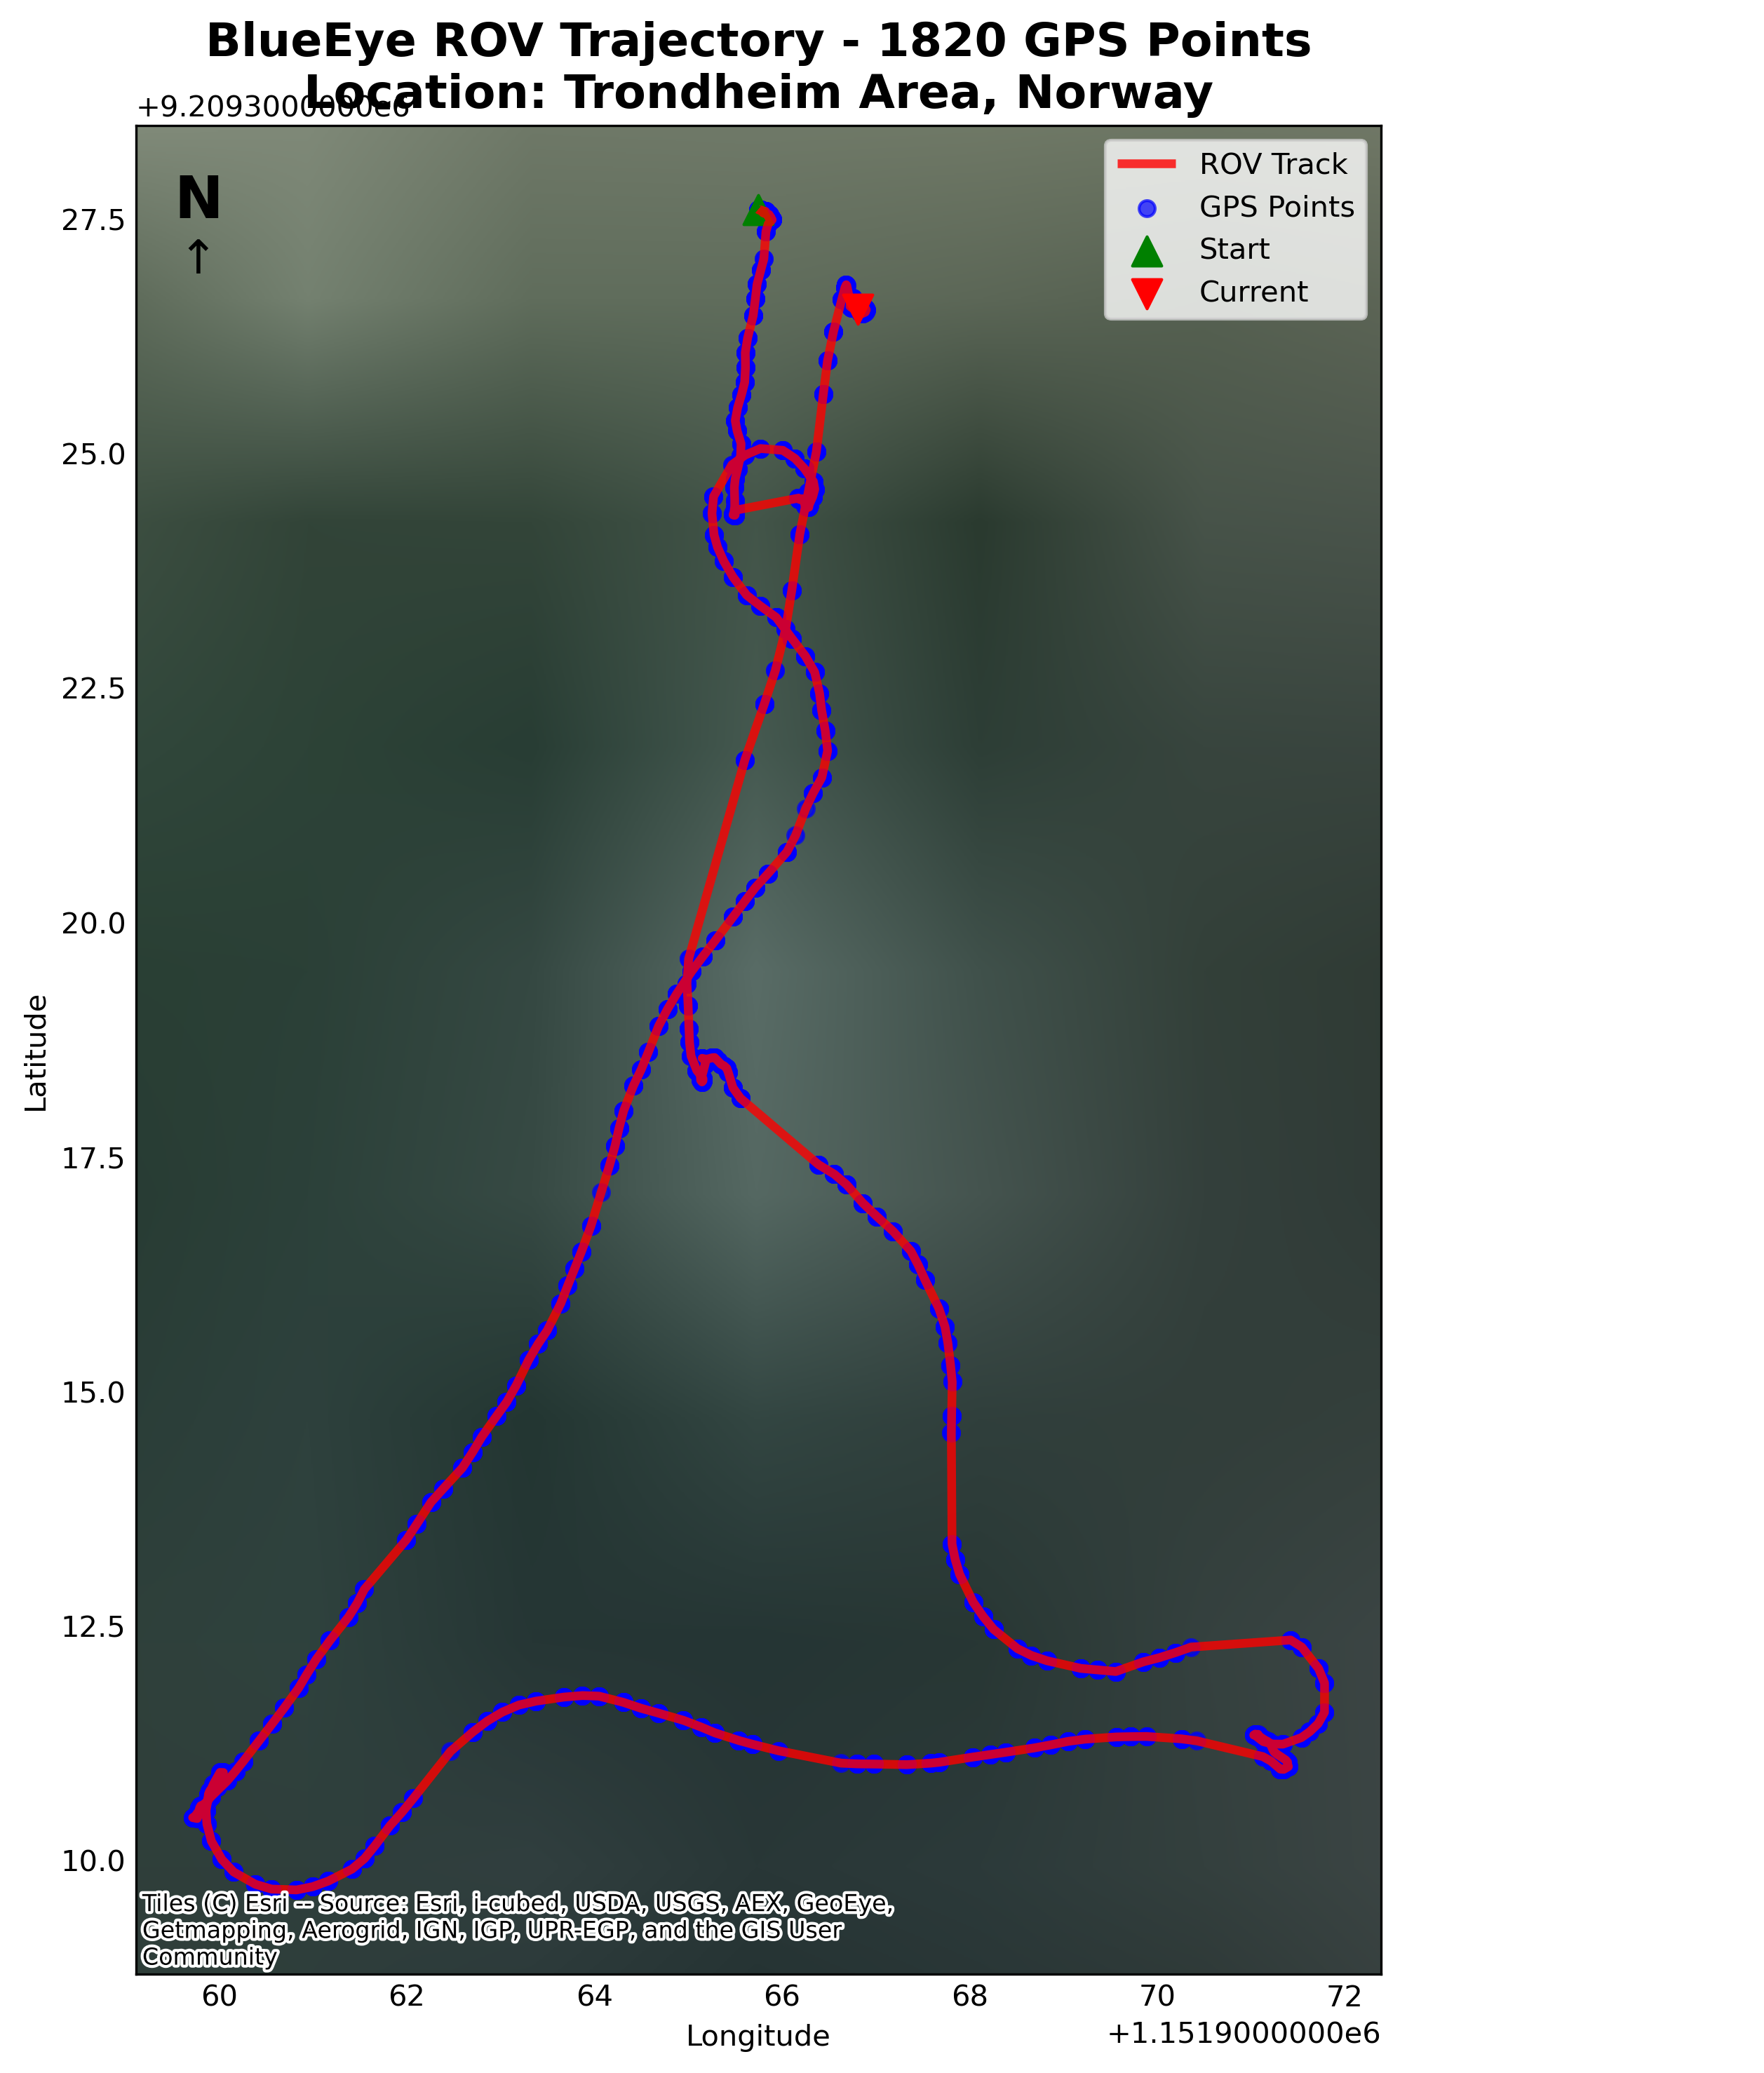 BlueEye ROV Trajectory - 1820 GPS Points
Location: Trondheim Area, Norway
+9.2093000000e6
N
↑
ROV Track
GPS Points
Start
Current
27.5
25.0
22.5
20.0
17.5
15.0
12.5
10.0
Latitude
Tiles (C) Esri -- Source: Esri, i-cubed, USDA, USGS, AEX, GeoEye,
Getmapping, Aerogrid, IGN, IGP, UPR-EGP, and the GIS User
Community
60 62 64 66 68 70 72
Longitude
+1.1519000000e6